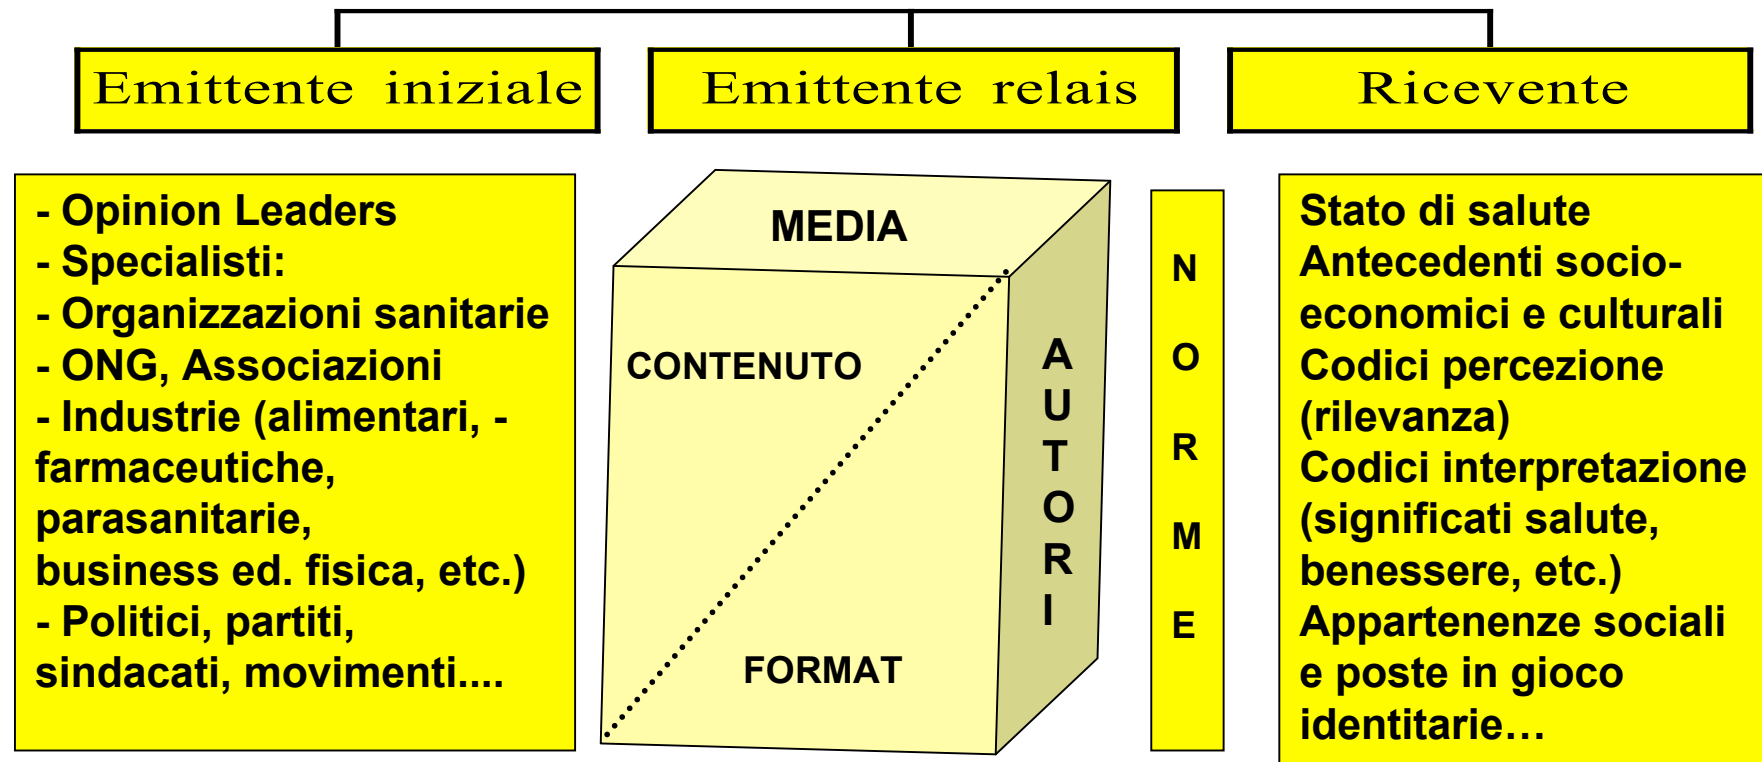 Emittente iniziale
Emittente relais
Ricevente
- Opinion Leaders
- Specialisti:
- Organizzazioni sanitarie
- ONG, Associazioni
- Industrie (alimentari, -
farmaceutiche,
parasanitarie,
business ed. fisica, etc.)
- Politici, partiti,
sindacati, movimenti....
MEDIA
CONTENUTO
FORMAT
AUTORI
NORME
Stato di salute
Antecedenti socio-
economici e culturali
Codici percezione
(rilevanza)
Codici interpretazione
(significati salute,
benessere, etc.)
Appartenenze sociali
e poste in gioco
identitarie…